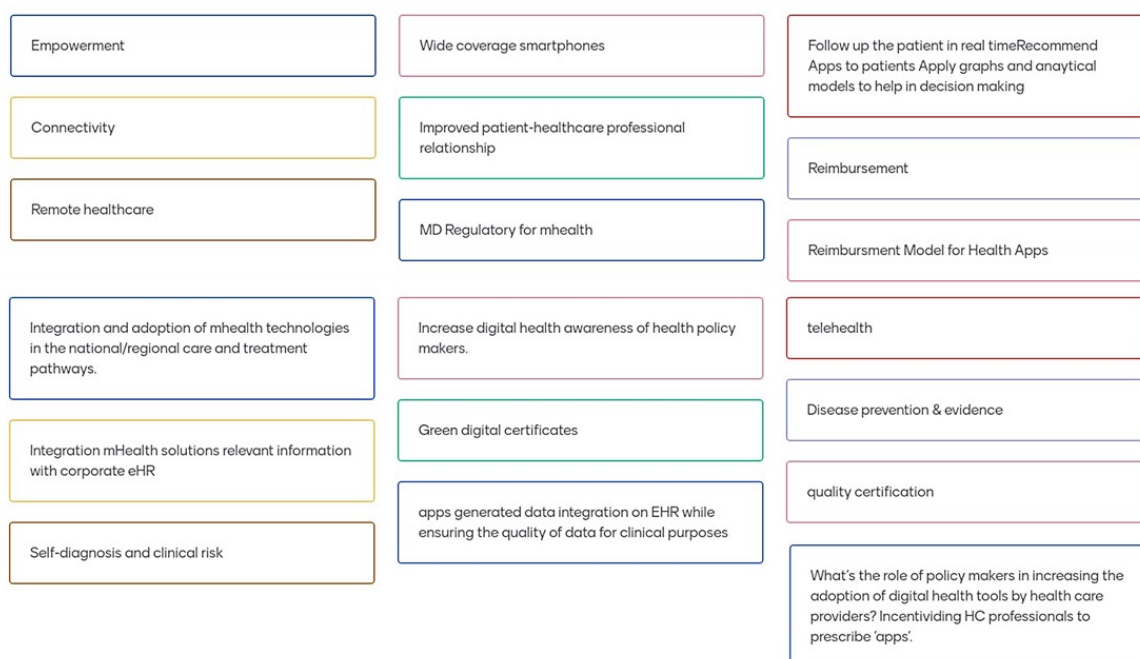 Empowerment
Connectivity
Remote healthcare
Wide coverage smartphones
Improved patient-healthcare professional
relationship
MD Regulatory for mhealth
Follow up the patient in real timeRecommend
Apps to patients Apply graphs and anaytical
models to help in decision making
Reimbursement
Reimbursment Model for Health Apps
Integration and adoption of mhealth technologies
in the national/regional care and treatment
pathways.
Integration mHealth solutions relevant information
with corporate eHR
Self-diagnosis and clinical risk
Increase digital health awareness of health policy
makers.
Green digital certificates
apps generated data integration on EHR while
ensuring the quality of data for clinical purposes
telehealth
Disease prevention & evidence
quality certification
What's the role of policy makers in increasing the
adoption of digital health tools by health care
providers? Incentividing HC professionals to
prescribe 'apps'.